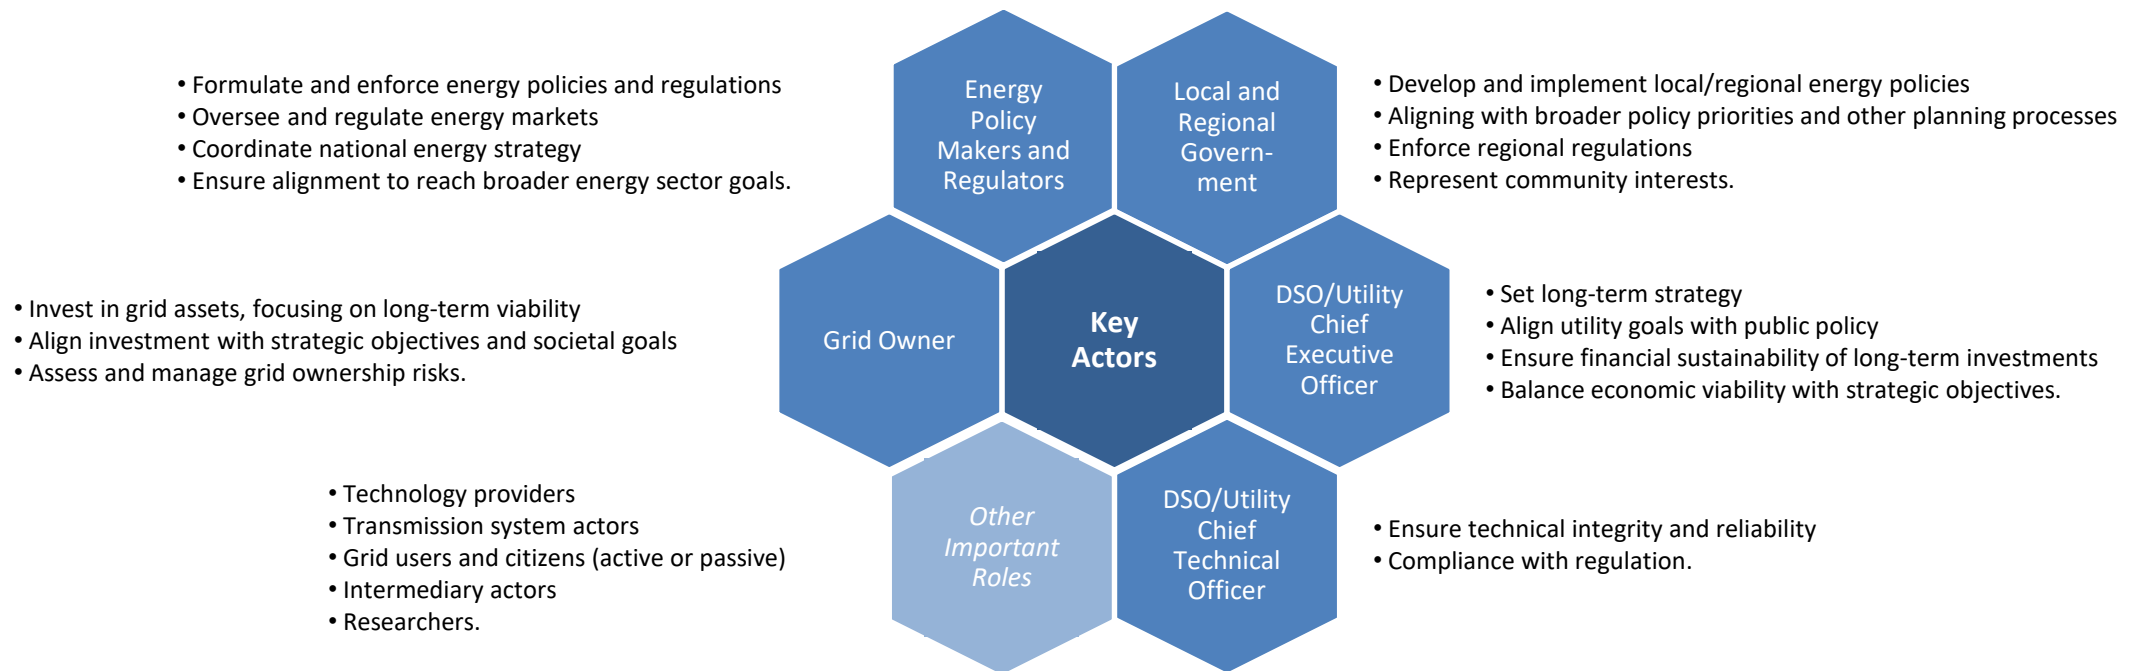 • Formulate and enforce energy policies and regulations
• Oversee and regulate energy markets
• Coordinate national energy strategy
• Ensure alignment to reach broader energy sector goals.
Energy
Policy
Makers and
Regulators
Local and
Regional
Govern-
ment
• Develop and implement local/regional energy policies
• Aligning with broader policy priorities and other planning processes
• Enforce regional regulations
• Represent community interests.
• Invest in grid assets, focusing on long-term viability
• Align investment with strategic objectives and societal goals
• Assess and manage grid ownership risks.
Grid Owner
Key
Actors
DSO/Utility
Chief
Executive
Officer
• Set long-term strategy
• Align utility goals with public policy
• Ensure financial sustainability of long-term investments
• Balance economic viability with strategic objectives.
• Technology providers
• Transmission system actors
• Grid users and citizens (active or passive)
• Intermediary actors
• Researchers.
Other
Important
Roles
DSO/Utility
Chief
Technical
Officer
• Ensure technical integrity and reliability
• Compliance with regulation.